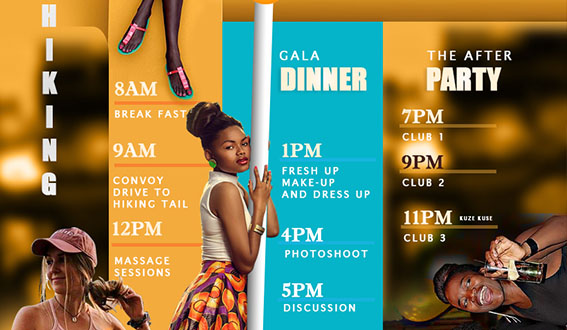 HIKING
8AM
BREAK FAST
9AM
CONVOY
DRIVE TO
HIKING TAIL
12PM
MASSAGE
SESSIONS
GALA
DINNER
1PM
FRESH UP
MAKE-UP
AND DRESS UP
4PM
PHOTOSHOOT
5PM
DISCUSSION
THE AFTER
PARTY
7PM
CLUB 1
9PM
CLUB 2
11PM KUZE KUSE
CLUB 3